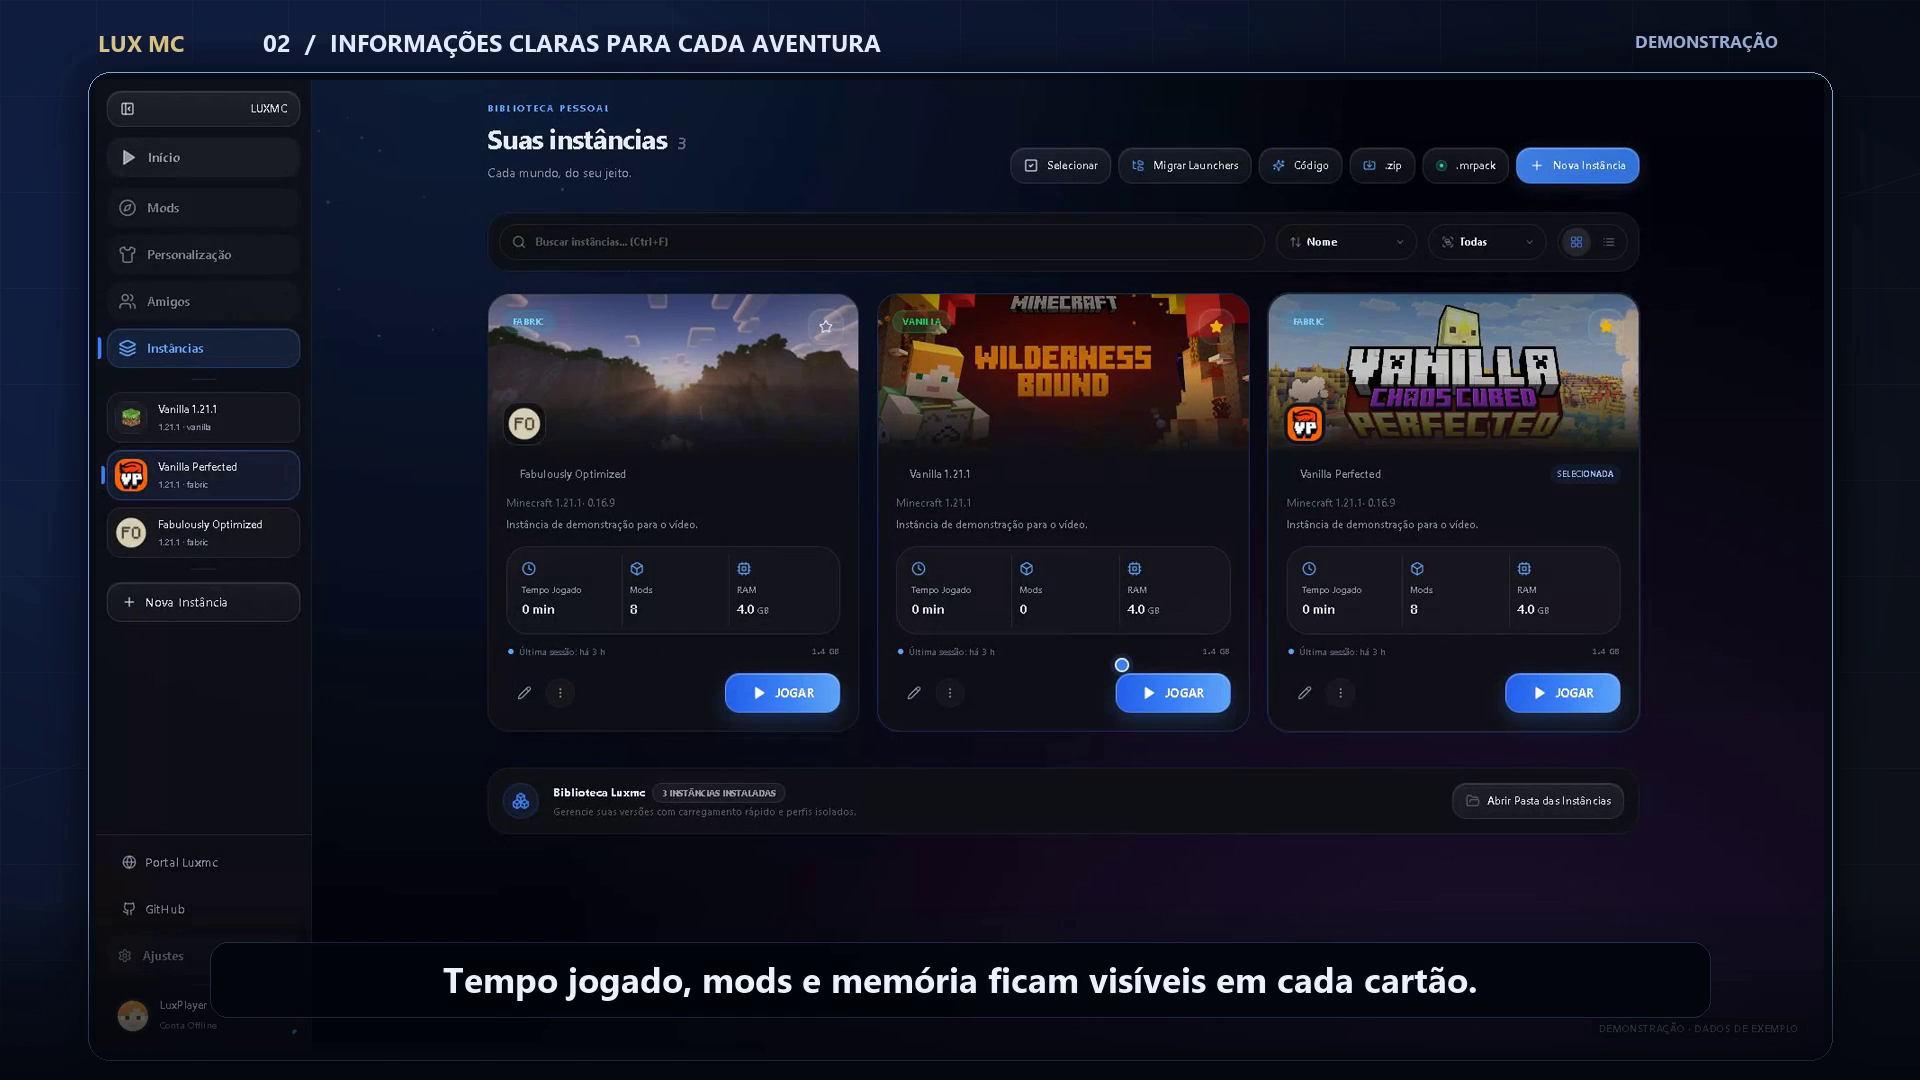 LUX MC
02 / INFORMAÇÕES CLARAS PARA CADA AVENTURA
DEMONSTRAÇÃO
LUXMC
Início
Mods
Personalização
Amigos
Instâncias
Vanilla 1.21.1
1.21.1 · vanilla
Vanilla Perfected
1.21.1 · fabric
Fabulously Optimized
1.21.1 · fabric
Nova Instância
Portal Luxmc
GitHub
Ajustes
LuxPlayer
Conta Offline
BIBLIOTECA PESSOAL
Suas instâncias 3
Cada mundo, do seu jeito.
Selecionar
Migrar Launchers
Código
.zip
.mrpack
Nova Instância
Buscar instâncias... (Ctrl+F)
Nome
Todas
FABRIC
FO
Fabulously Optimized
Minecraft 1.21.1· 0.16.9
Instância de demonstração para o vídeo.
Tempo Jogado
0 min
Mods
8
RAM
4.0 GB
Última sessão: há 3 h
1.4 GB
JOGAR
VANILLA
MINECRAFT
WILDERNESS
BOUND
Vanilla 1.21.1
Minecraft 1.21.1
Instância de demonstração para o vídeo.
Tempo Jogado
0 min
Mods
0
RAM
4.0 GB
Última sessão: há 3 h
1.4 GB
JOGAR
FABRIC
VANILLA
CHAOS CUBED
PERFECTED
VP
Vanilla Perfected
SELECIONADA
Minecraft 1.21.1· 0.16.9
Instância de demonstração para o vídeo.
Tempo Jogado
0 min
Mods
8
RAM
4.0 GB
Última sessão: há 3 h
1.4 GB
JOGAR
Biblioteca Luxmc
3 INSTÂNCIAS INSTALADAS
Gerencie suas versões com carregamento rápido e perfis isolados.
Abrir Pasta das Instâncias
Tempo jogado, mods e memória ficam visíveis em cada cartão.
DEMONSTRAÇÃO · DADOS DE EXEMPLO